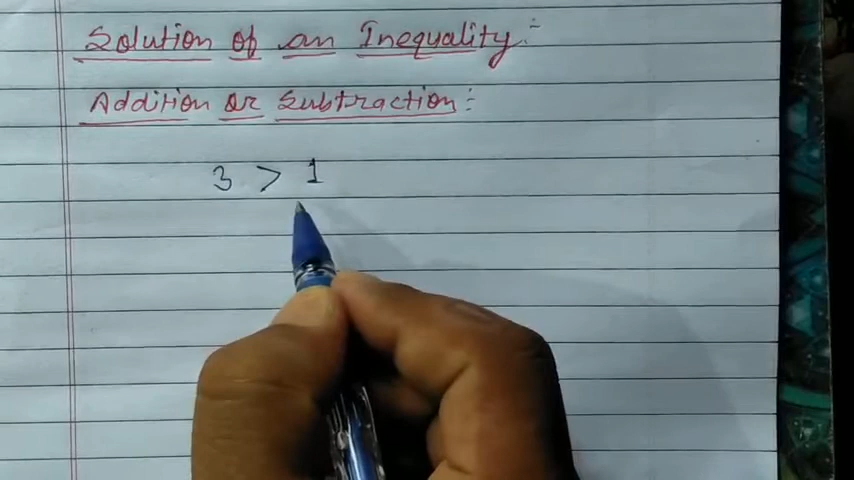 Solution of an Inequality:-
Addition or Subtraction:-
3 > 1